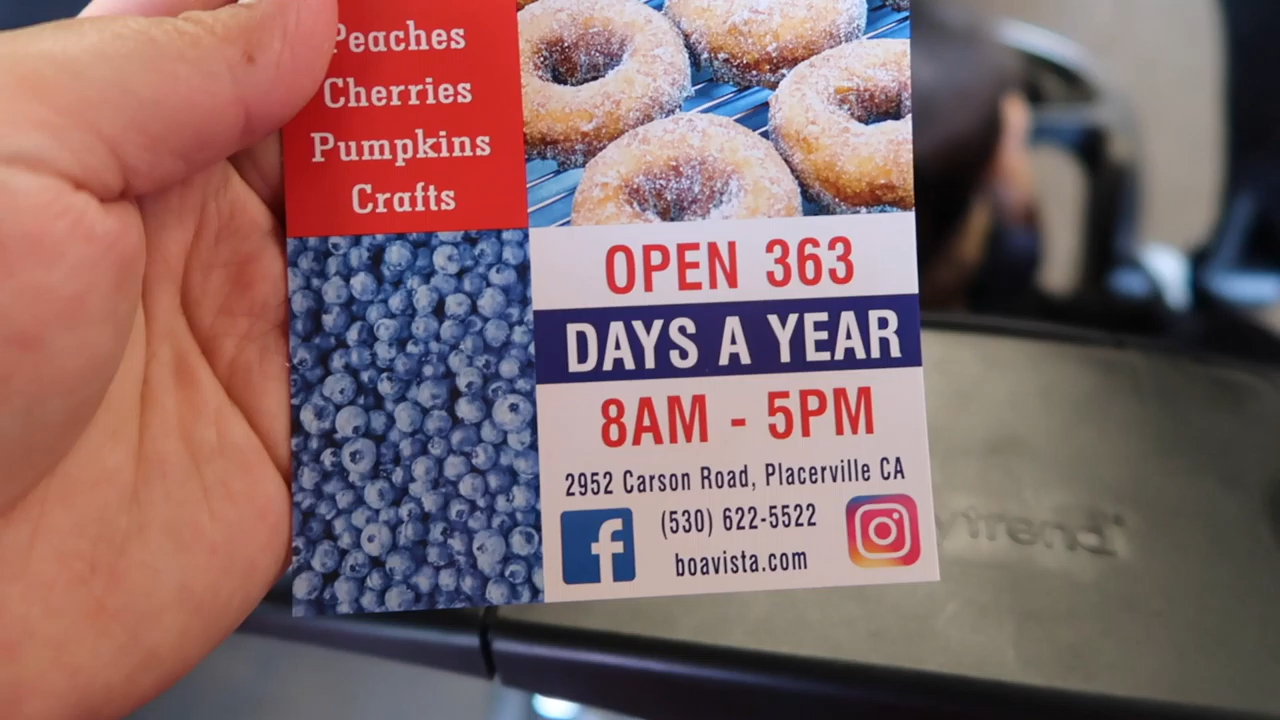 Peaches
Cherries
Pumpkins
Crafts
OPEN 363
DAYS A YEAR
8AM - 5PM
2952 Carson Road, Placerville CA
(530) 622-5522
boavista.com
trend